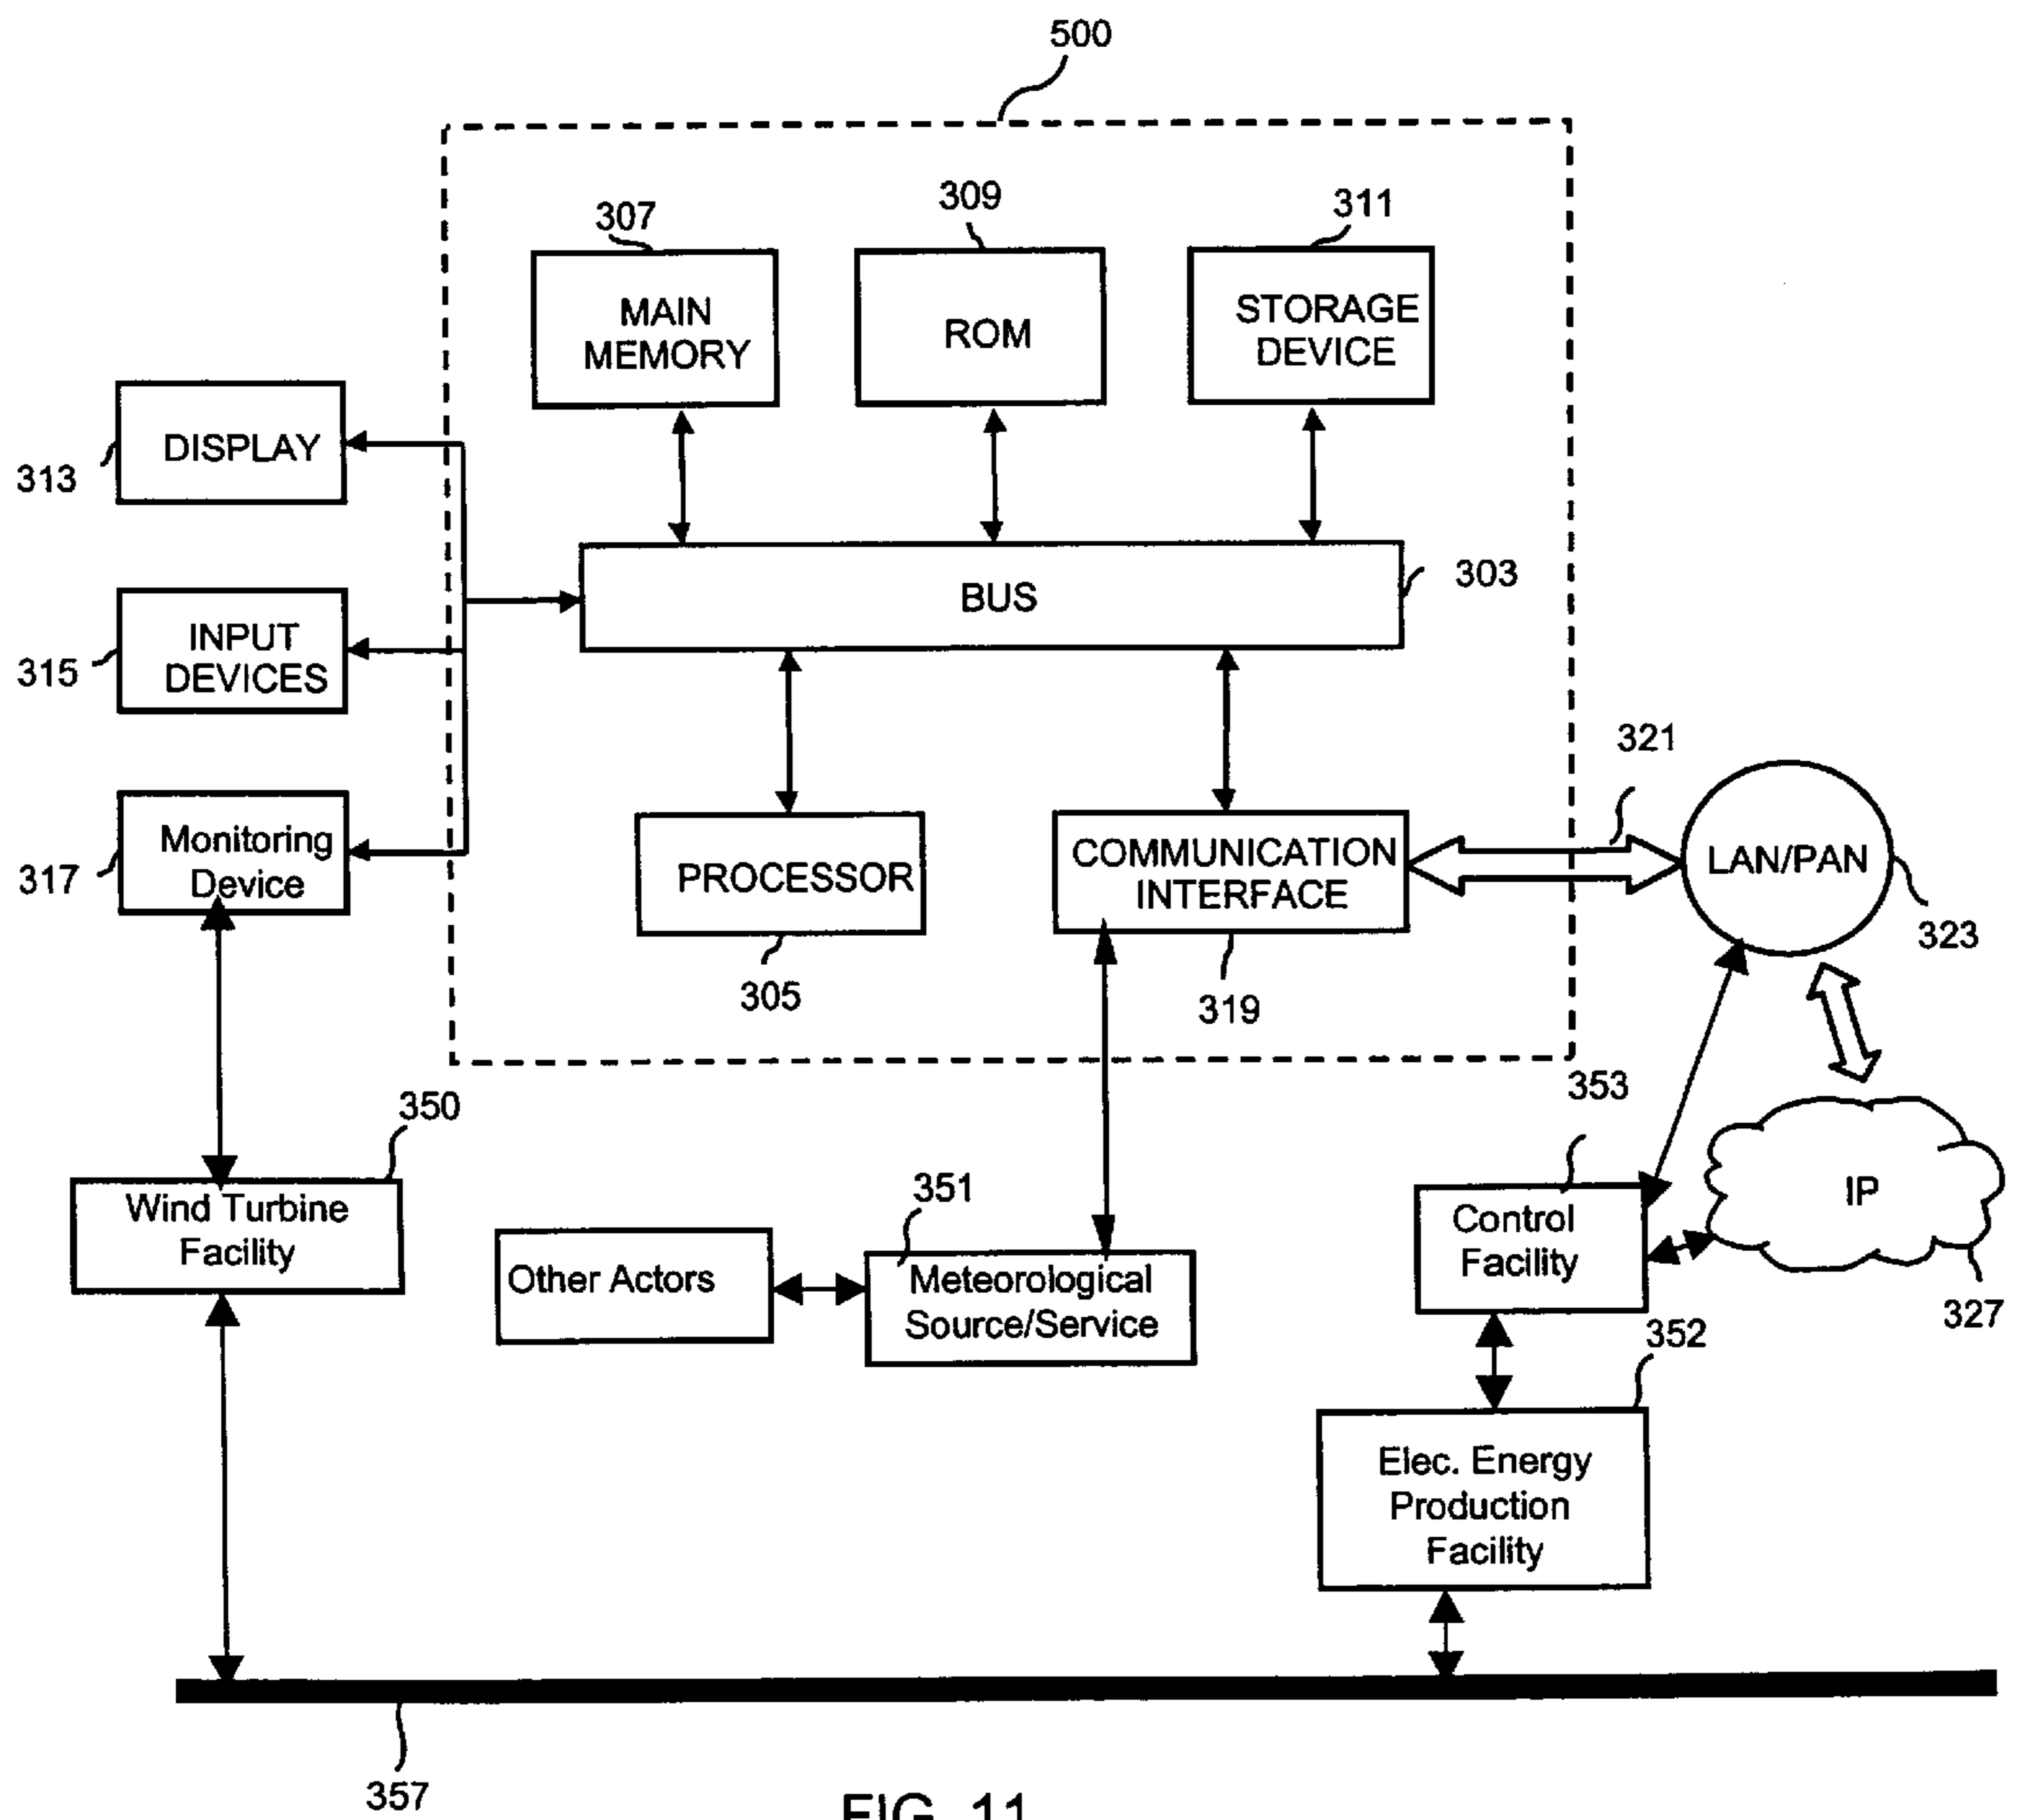 500
307
309
311
MAIN
MEMORY
ROM
STORAGE
DEVICE
DISPLAY
313
BUS
303
INPUT
DEVICES
315
321
Monitoring
Device
317
PROCESSOR
305
COMMUNICATION
INTERFACE
319
LAN/PAN
323
350
Wind Turbine
Facility
351
Other Actors
Meteorological
Source/Service
353
Control
Facility
IP
327
352
Elec. Energy
Production
Facility
357
FIG. 11